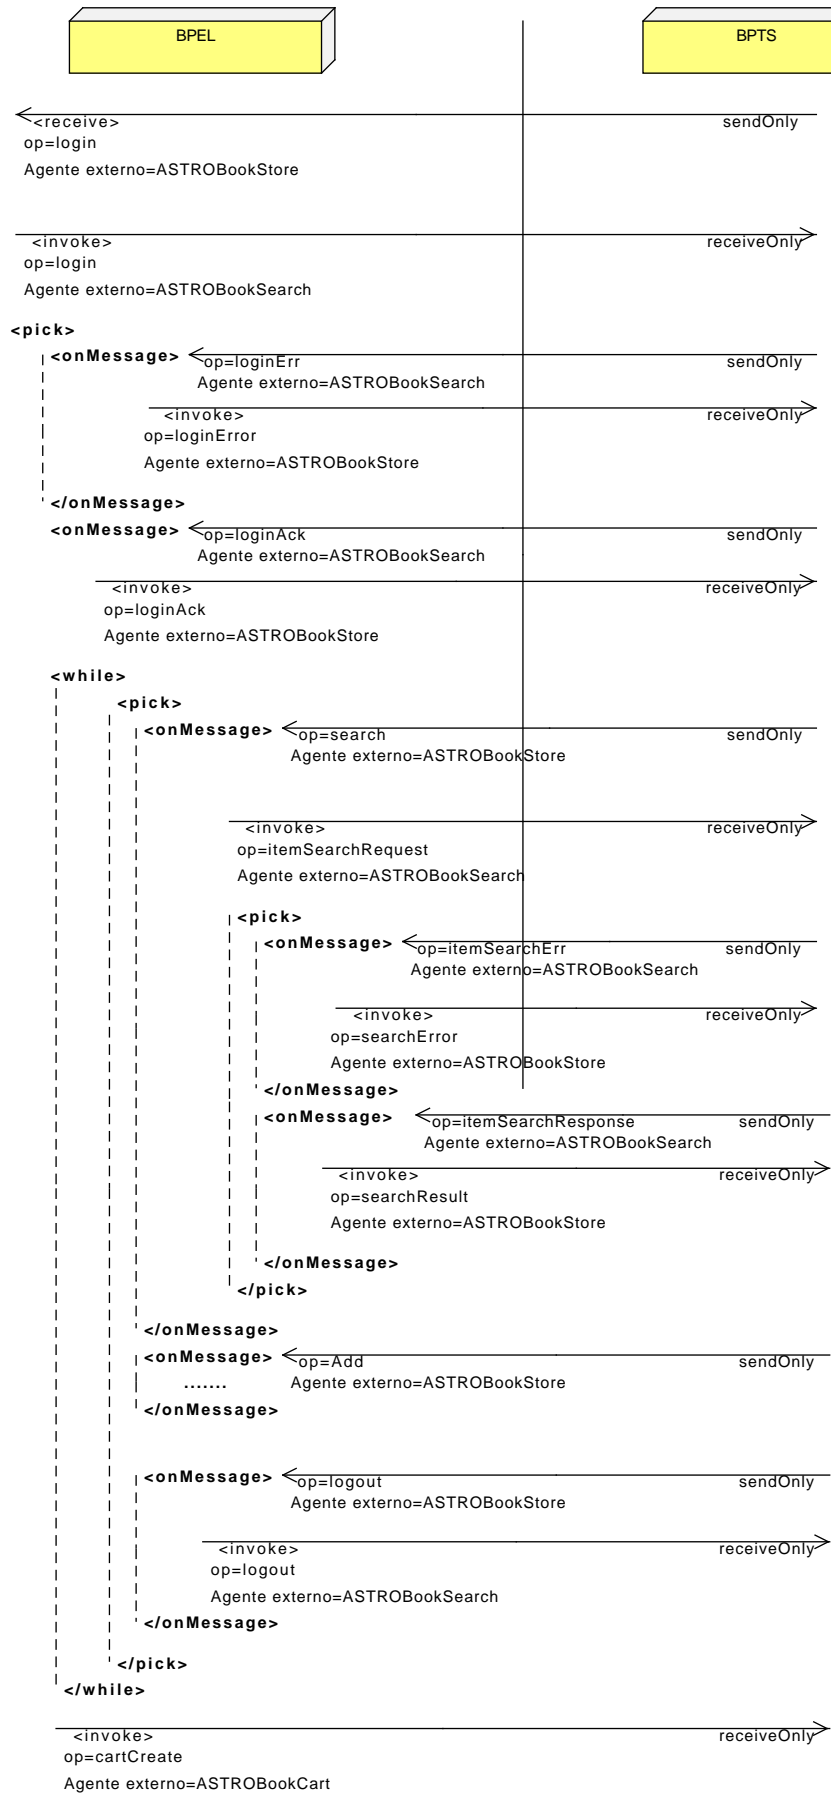 BPEL BPTS
<receive> sendOnly
op=login
Agente externo=ASTROBookStore
<invoke> receiveOnly
op=login
Agente externo=ASTROBookSearch
<pick>
<onMessage> op=loginErr sendOnly
Agente externo=ASTROBookSearch
<invoke> receiveOnly
op=loginError
Agente externo=ASTROBookStore
</onMessage>
<onMessage> op=loginAck sendOnly
Agente externo=ASTROBookSearch
<invoke> receiveOnly
op=loginAck
Agente externo=ASTROBookStore
<while>
<pick>
<onMessage> op=search sendOnly
Agente externo=ASTROBookStore
<invoke> receiveOnly
op=itemSearchRequest
Agente externo=ASTROBookSearch
<pick>
<onMessage> op=itemSearchErr sendOnly
Agente externo=ASTROBookSearch
<invoke> receiveOnly
op=searchError
Agente externo=ASTROBookStore
</onMessage>
<onMessage> op=itemSearchResponse sendOnly
Agente externo=ASTROBookSearch
<invoke> receiveOnly
op=searchResult
Agente externo=ASTROBookStore
</onMessage>
</pick>
</onMessage>
<onMessage> op=Add sendOnly
Agente externo=ASTROBookStore
.......
</onMessage>
<onMessage> op=logout sendOnly
Agente externo=ASTROBookStore
<invoke> receiveOnly
op=logout
Agente externo=ASTROBookSearch
</onMessage>
</pick>
</while>
<invoke> receiveOnly
op=cartCreate
Agente externo=ASTROBookCart